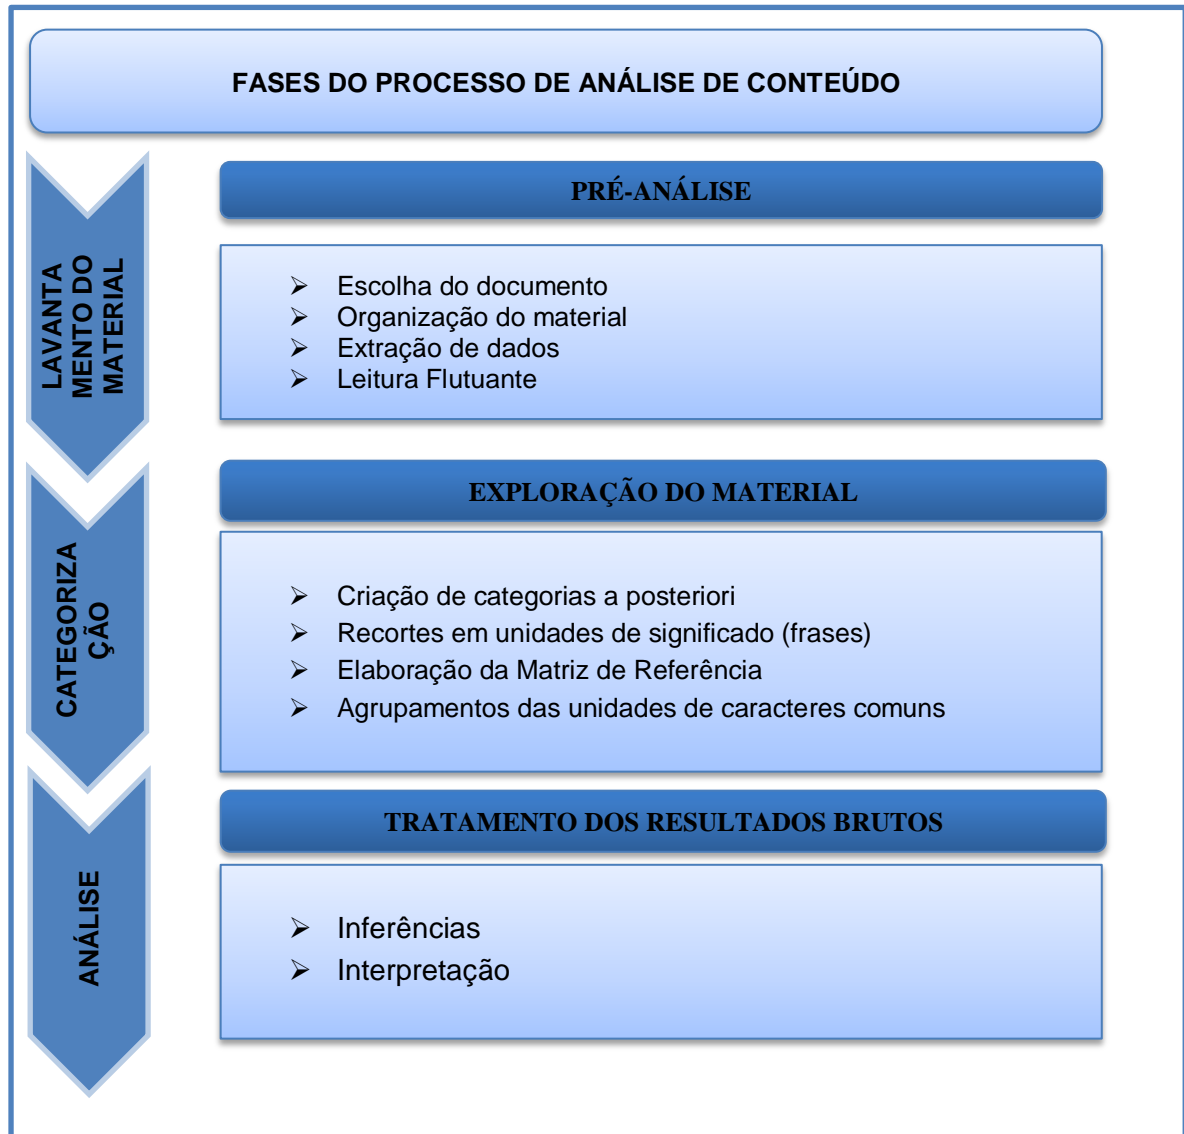 FASES DO PROCESSO DE ANÁLISE DE CONTEÚDO
LAVANTA
MENTO DO
MATERIAL
PRÉ-ANÁLISE
➢ Escolha do documento
➢ Organização do material
➢ Extração de dados
➢ Leitura Flutuante
CATEGORIZA
ÇÃO
EXPLORAÇÃO DO MATERIAL
➢ Criação de categorias a posteriori
➢ Recortes em unidades de significado (frases)
➢ Elaboração da Matriz de Referência
➢ Agrupamentos das unidades de caracteres comuns
ANÁLISE
TRATAMENTO DOS RESULTADOS BRUTOS
➢ Inferências
➢ Interpretação